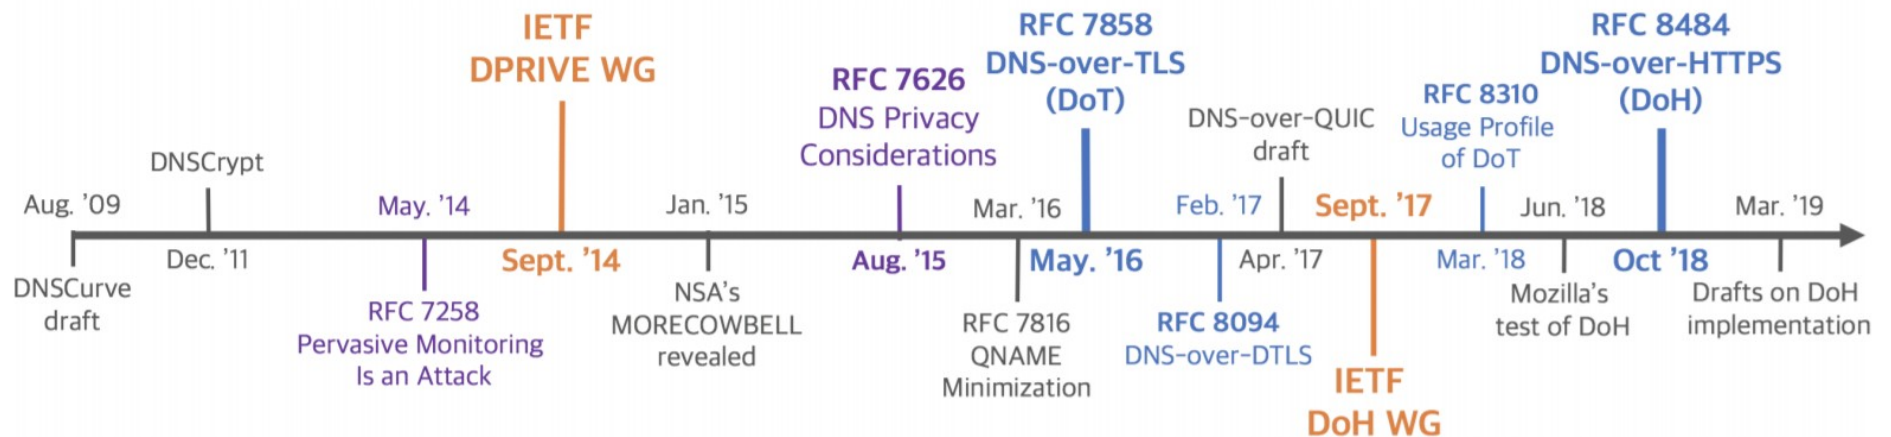 Aug. '09
DNSCurve
draft
DNSCrypt
Dec. '11
May. '14
RFC 7258
Pervasive Monitoring
Is an Attack
IETF
DPRIVE WG
Sept. '14
Jan. '15
NSA's
MORECOWBELL
revealed
RFC 7626
DNS Privacy
Considerations
Aug. '15
Mar. '16
RFC 7816
QNAME
Minimization
RFC 7858
DNS-over-TLS
(DoT)
May. '16
Feb. '17
RFC 8094
DNS-over-DTLS
DNS-over-QUIC
draft
Apr. '17
Sept. '17
IETF
DoH WG
RFC 8310
Usage Profile
of DoT
Mar. '18
Jun. '18
Mozilla's
test of DoH
RFC 8484
DNS-over-HTTPS
(DoH)
Oct '18
Mar. '19
Drafts on DoH
implementation